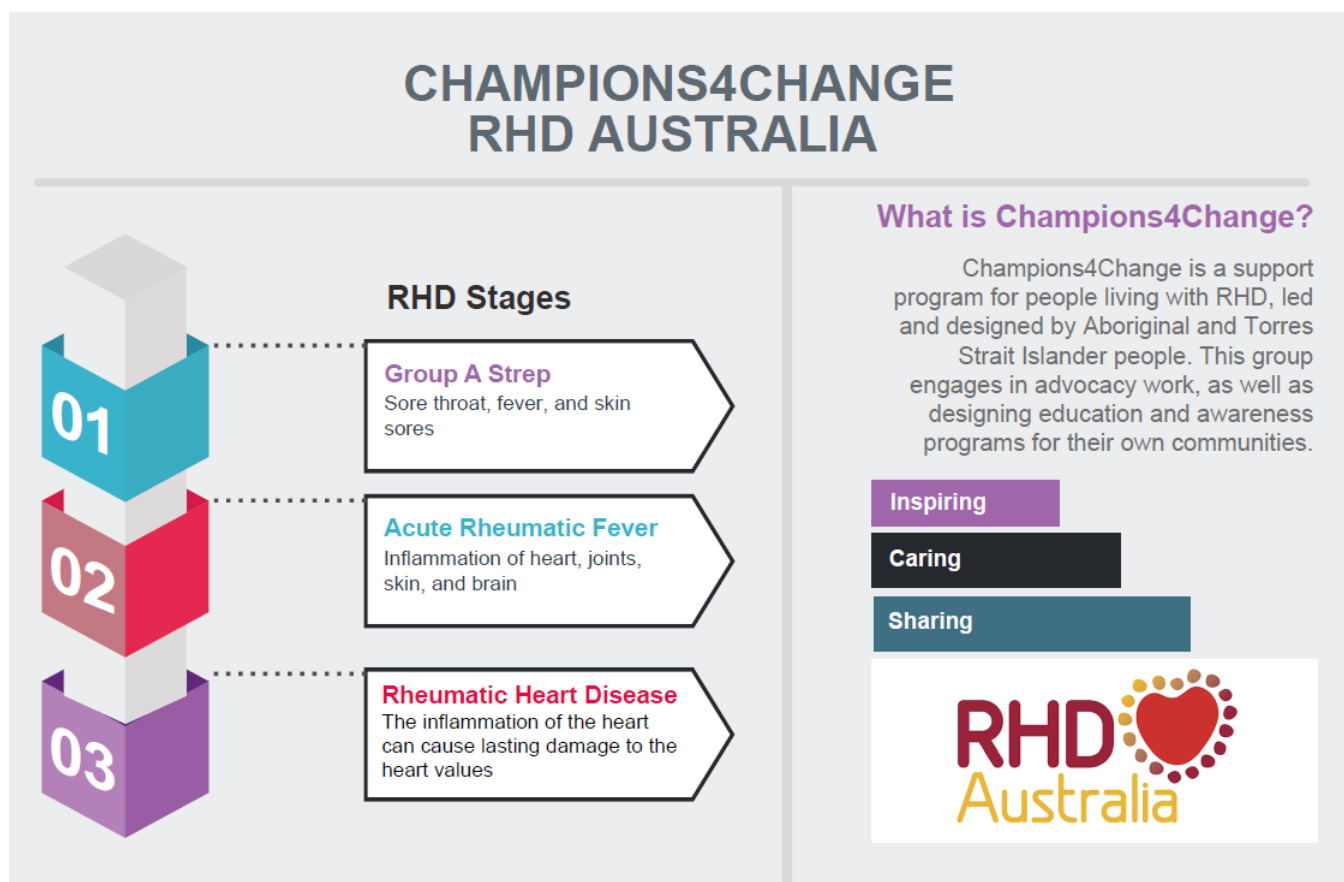 CHAMPIONS4CHANGE
RHD AUSTRALIA
RHD Stages
01
Group A Strep
Sore throat, fever, and skin
sores
02
Acute Rheumatic Fever
Inflammation of heart, joints,
skin, and brain
03
Rheumatic Heart Disease
The inflammation of the heart
can cause lasting damage to the
heart values
What is Champions4Change?
Champions4Change is a support
program for people living with RHD, led
and designed by Aboriginal and Torres
Strait Islander people. This group
engages in advocacy work, as well as
designing education and awareness
programs for their own communities.
Inspiring
Caring
Sharing
RHD
Australia